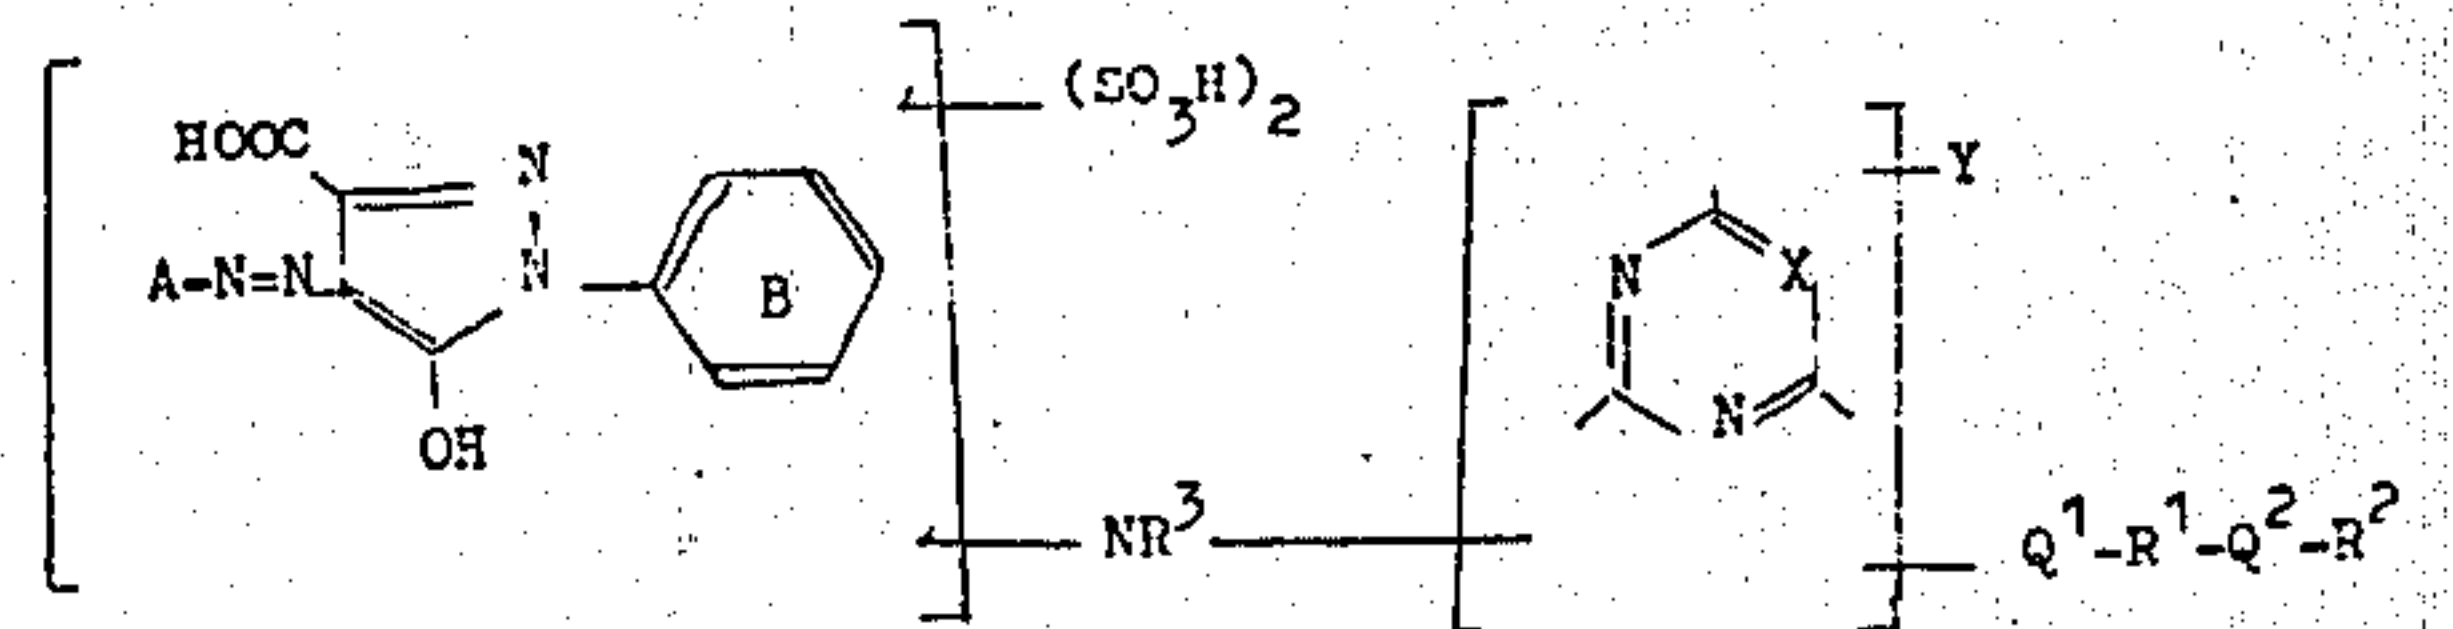 (SO3H)2
HOOC
N
Y
A-N=N
N
B
N
X
N
OH
NR3
Q1-R1-Q2-R2